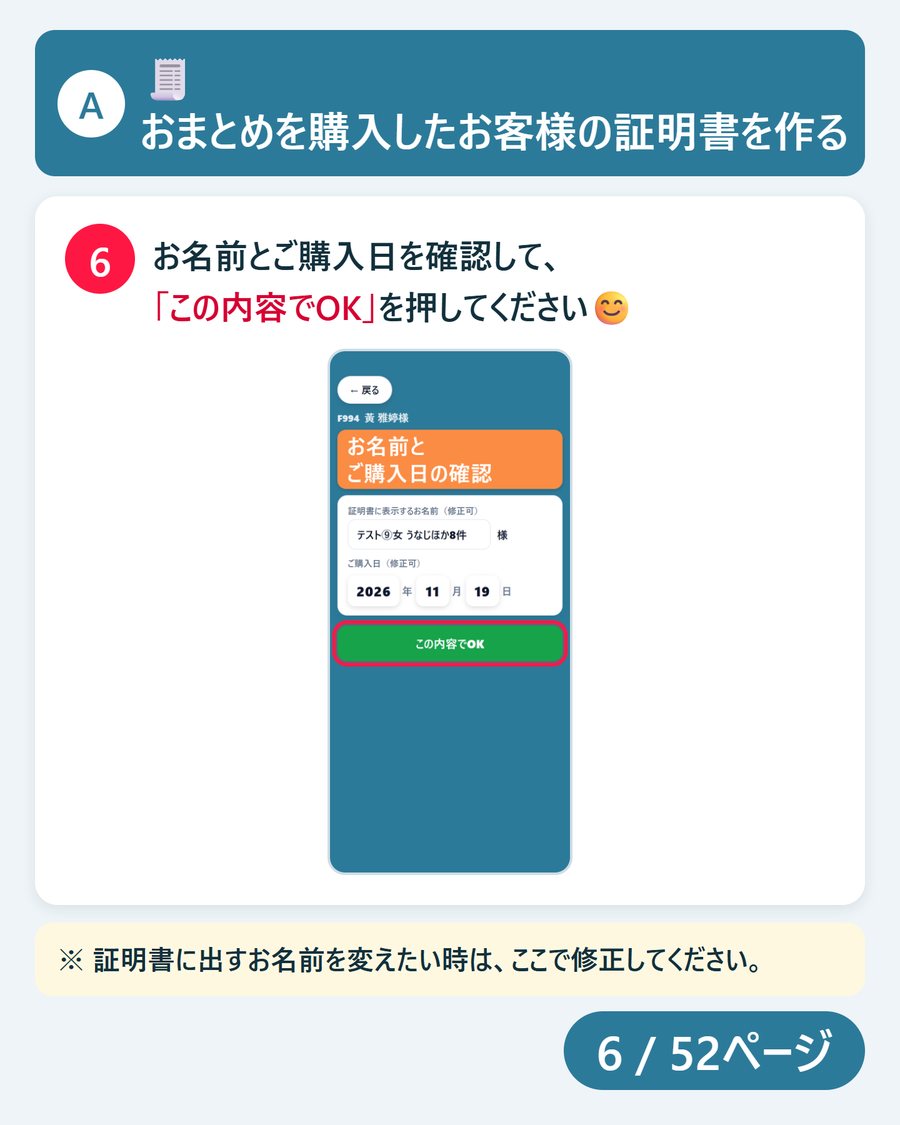 A
おまとめを購入したお客様の証明書を作る
6
お名前とご購入日を確認して、
「この内容でOK」を押してください😊
← 戻る
F994 黃 雅婷様
お名前と
ご購入日の確認
証明書に表示するお名前（修正可）
テスト⑨女 うなじほか8件 様
ご購入日（修正可）
2026 年 11 月 19 日
この内容でOK
※ 証明書に出すお名前を変えたい時は、ここで修正してください。
6 / 52ページ